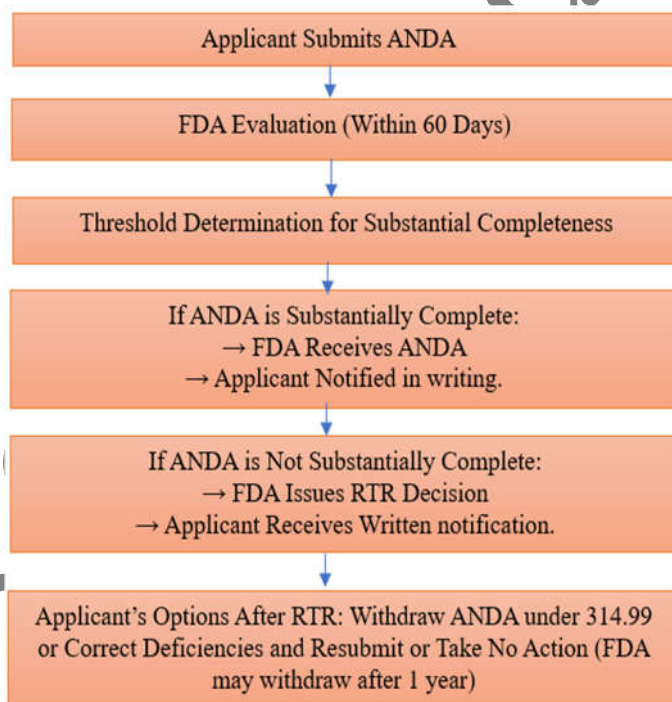 Applicant Submits ANDA
FDA Evaluation (Within 60 Days)
Threshold Determination for Substantial Completeness
If ANDA is Substantially Complete:
→ FDA Receives ANDA
→ Applicant Notified in writing.
If ANDA is Not Substantially Complete:
→ FDA Issues RTR Decision
→ Applicant Receives Written notification.
Applicant's Options After RTR: Withdraw ANDA under 314.99
or Correct Deficiencies and Resubmit or Take No Action (FDA
may withdraw after 1 year)